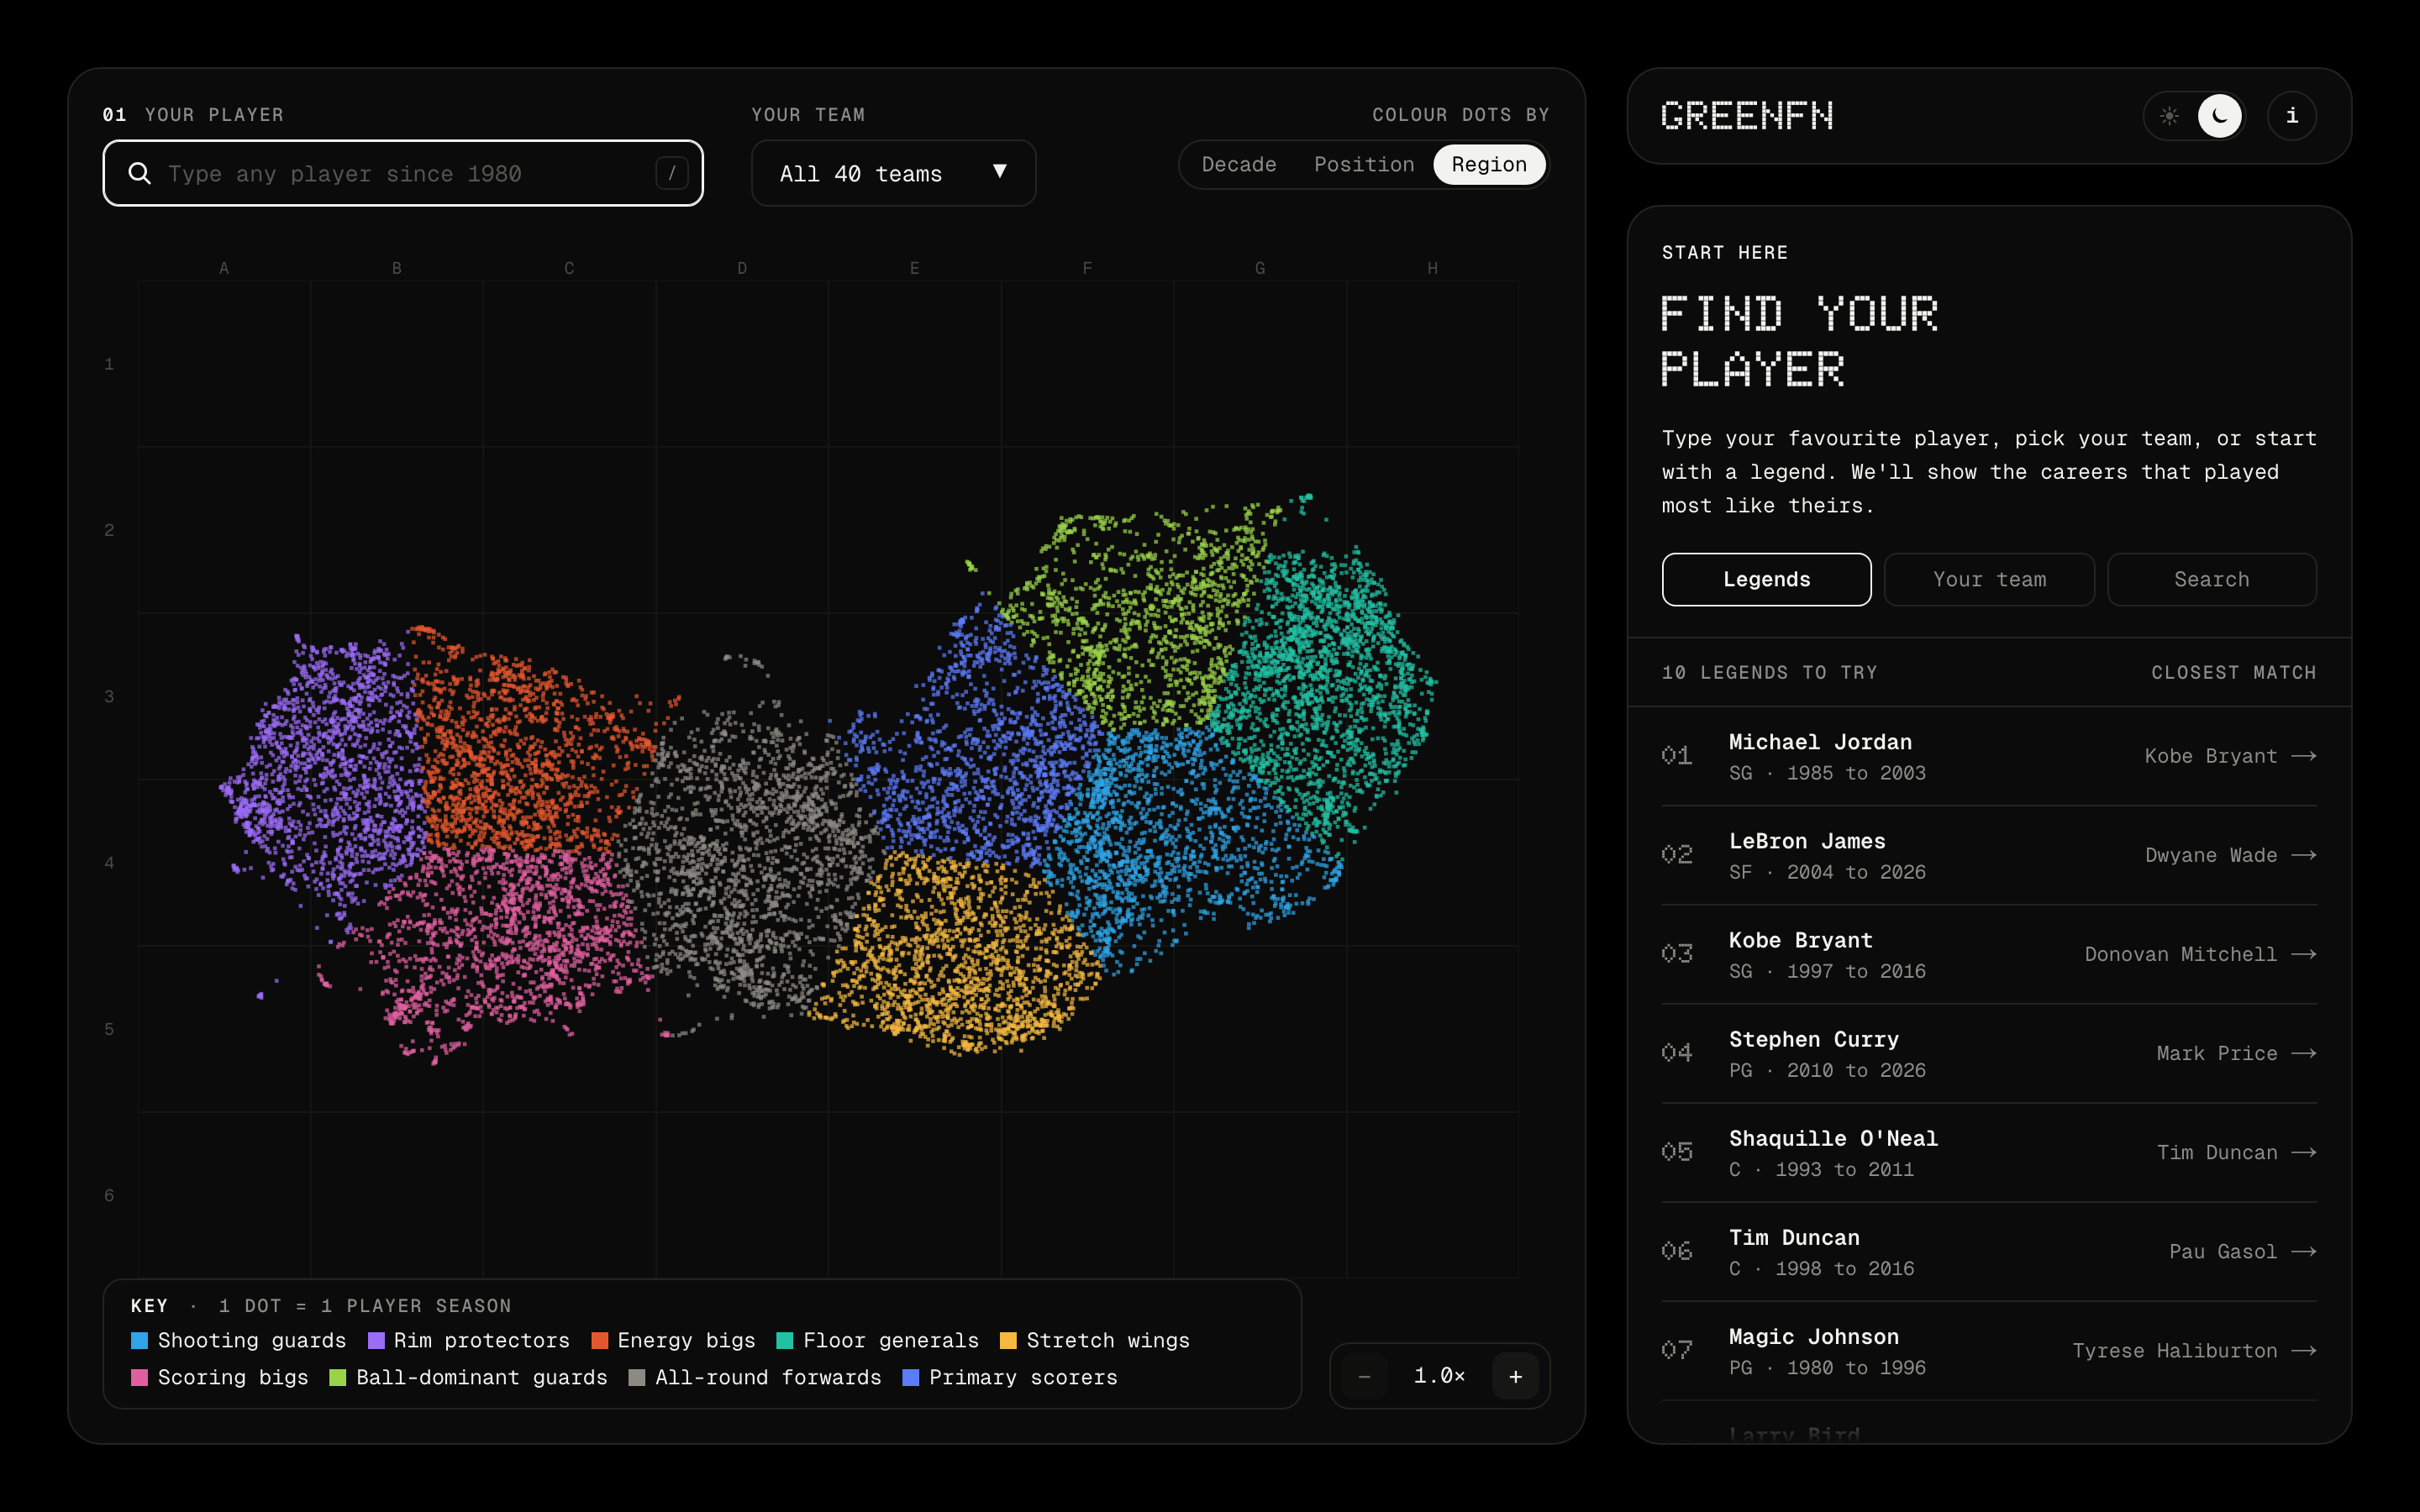 01 YOUR PLAYER
Type any player since 1980 /
YOUR TEAM
All 40 teams ▼
COLOUR DOTS BY
Decade Position Region
A B C D E F G H
1
2
3
4
5
6
KEY · 1 DOT = 1 PLAYER SEASON
Shooting guards Rim protectors Energy bigs Floor generals Stretch wings
Scoring bigs Ball-dominant guards All-round forwards Primary scorers
− 1.0× +
GREENFN
i
START HERE
FIND YOUR
PLAYER
Type your favourite player, pick your team, or start
with a legend. We'll show the careers that played
most like theirs.
Legends Your team Search
10 LEGENDS TO TRY CLOSEST MATCH
01 Michael Jordan Kobe Bryant →
SG · 1985 to 2003
02 LeBron James Dwyane Wade →
SF · 2004 to 2026
03 Kobe Bryant Donovan Mitchell →
SG · 1997 to 2016
04 Stephen Curry Mark Price →
PG · 2010 to 2026
05 Shaquille O'Neal Tim Duncan →
C · 1993 to 2011
06 Tim Duncan Pau Gasol →
C · 1998 to 2016
07 Magic Johnson Tyrese Haliburton →
PG · 1980 to 1996
Larry Bird